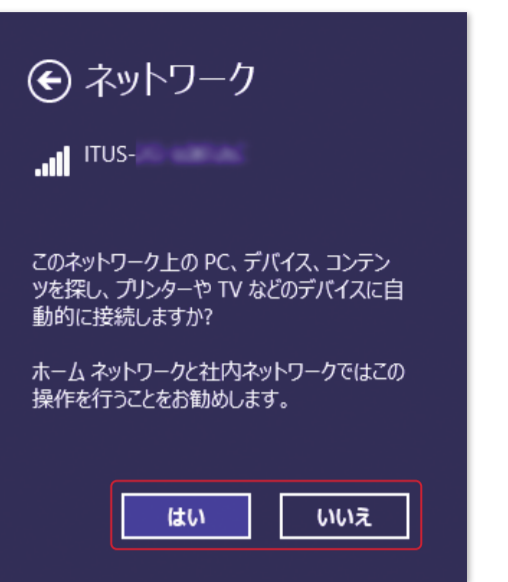 ネットワーク
ITUS-
このネットワーク上の PC、デバイス、コンテン
ツを探し、プリンターや TV などのデバイスに自
動的に接続しますか?
ホーム ネットワークと社内ネットワークではこの
操作を行うことをお勧めします。
はい いいえ